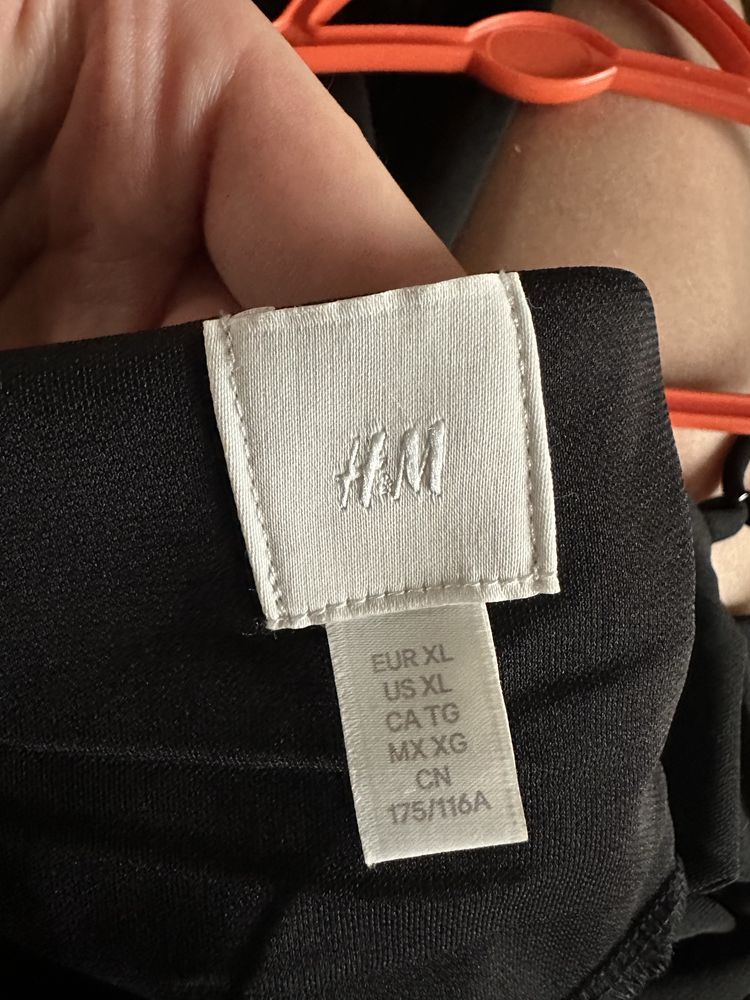 H&M
EUR XL
US XL
CA TG
MX XG
CN
175/116A